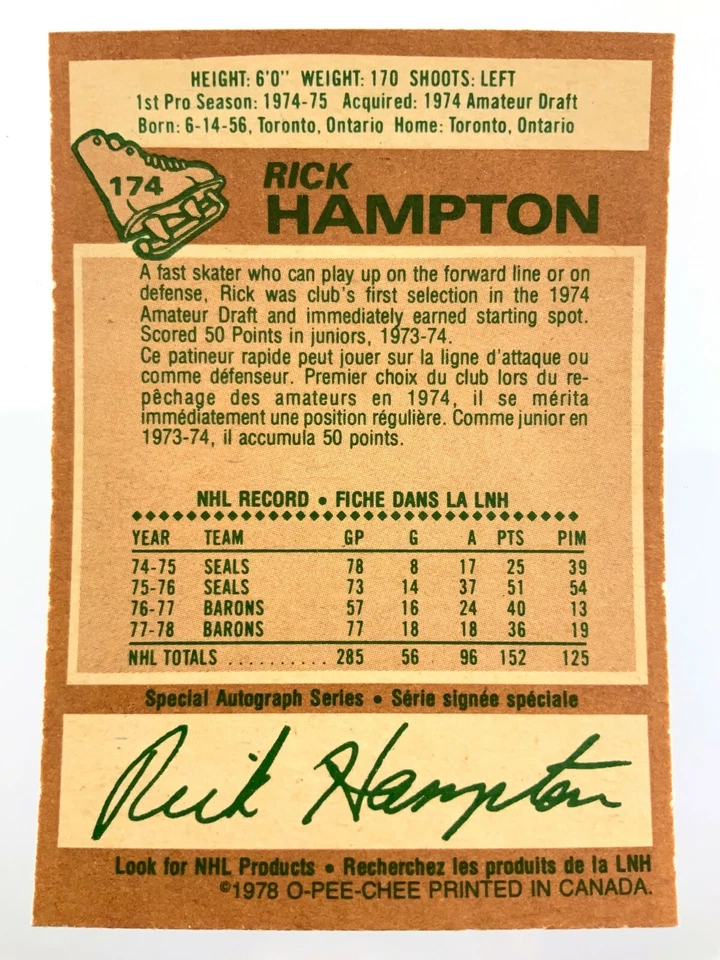 HEIGHT: 6'0" WEIGHT: 170 SHOOTS: LEFT
1st Pro Season: 1974-75 Acquired: 1974 Amateur Draft
Born: 6-14-56, Toronto, Ontario Home: Toronto, Ontario
174
RICK
HAMPTON
A fast skater who can play up on the forward line or on
defense, Rick was club's first selection in the 1974
Amateur Draft and immediately earned starting spot.
Scored 50 Points in juniors, 1973-74.
Ce patineur rapide peut jouer sur la ligne d'attaque ou
comme défenseur. Premier choix du club lors du re-
pêchage des amateurs en 1974, il se mérita
immédiatement une position régulière. Comme junior en
1973-74, il accumula 50 points.
NHL RECORD • FICHE DANS LA LNH
YEAR TEAM GP G A PTS PIM
74-75 SEALS 78 8 17 25 39
75-76 SEALS 73 14 37 51 54
76-77 BARONS 57 16 24 40 13
77-78 BARONS 77 18 18 36 19
NHL TOTALS .......... 285 56 96 152 125
Special Autograph Series • Série signée spéciale
Rick Hampton
Look for NHL Products • Recherchez les produits de la LNH
©1978 O-PEE-CHEE PRINTED IN CANADA.